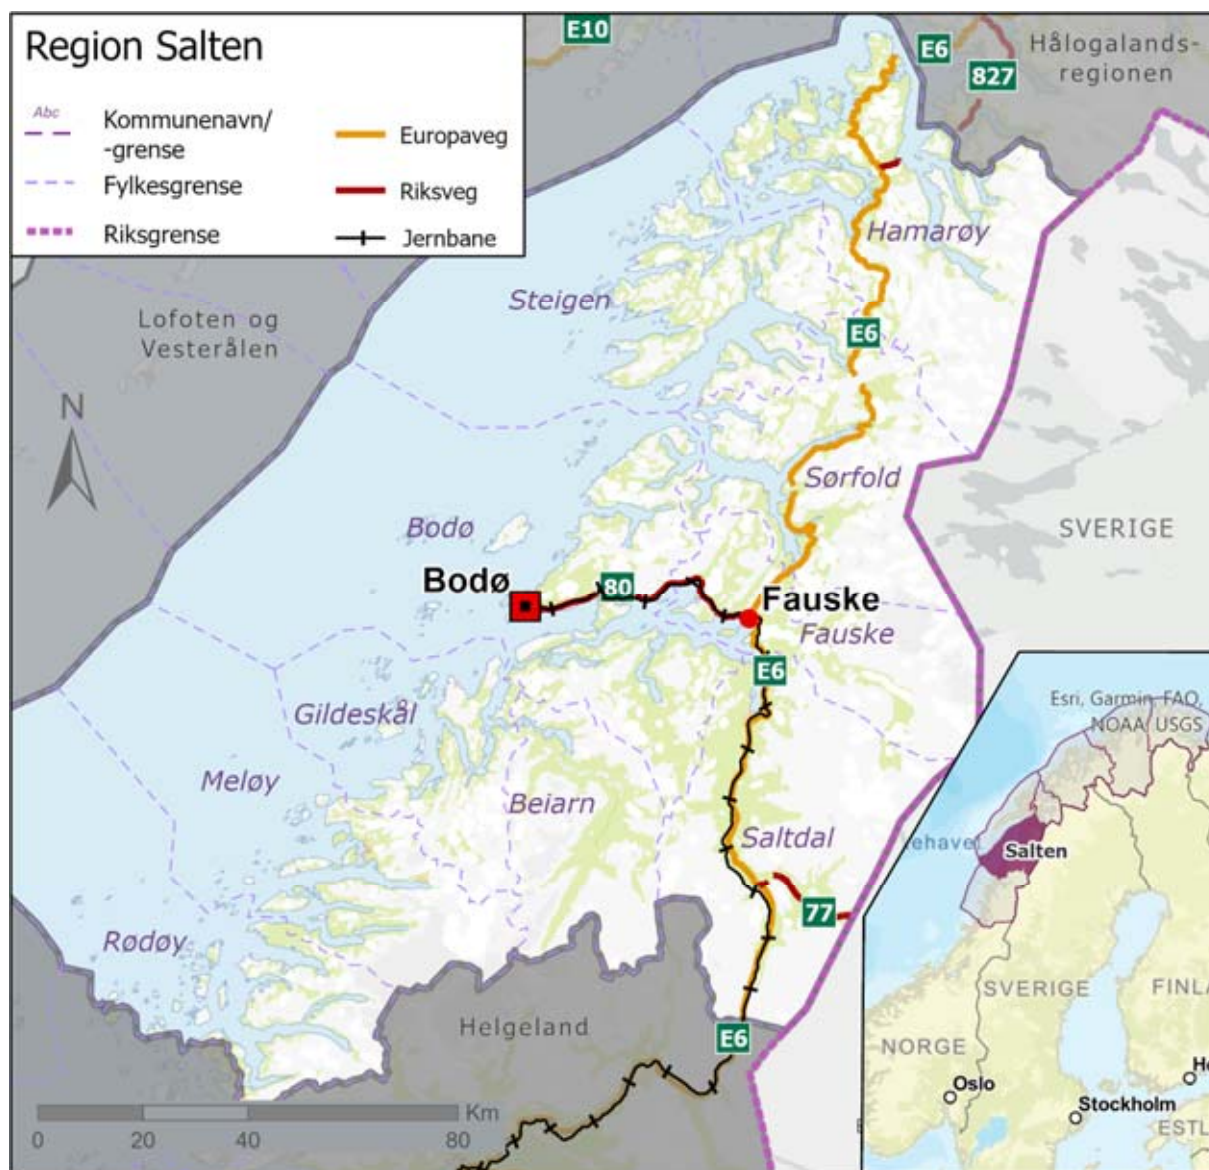 Region Salten
Abc
Kommunenavn/
-grense
Fylkesgrense
Riksgrense
Europaveg
Riksveg
Jernbane
E10
E6
827
Hålogalands-
regionen
Hamarøy
Steigen
Lofoten og
Vesterålen
E6
N
Sørfold
SVERIGE
Bodø
Bodø
80
Fauske
Fauske
E6
Gildeskål
Meløy
Beiarn
Saltdal
77
Rødøy
Helgeland
E6
Km
0 20 40 80
Esri, Garmin, FAO,
NOAA, USGS
Salten
SVERIGE
NORGE
Oslo
Stockholm